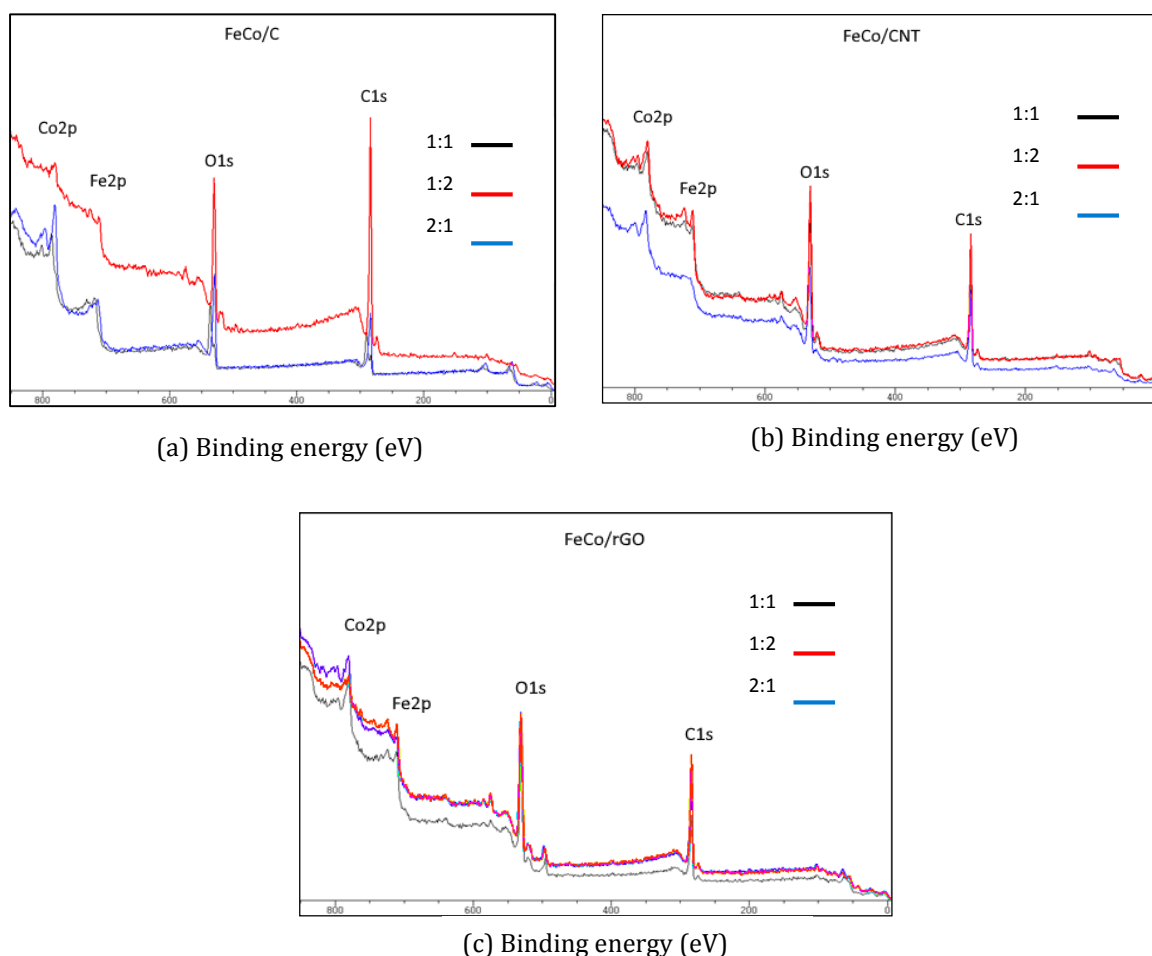 FeCo/C
C1s
Co2p
O1s
Fe2p
1:1
1:2
2:1
800
600
400
200
0
(a) Binding energy (eV)
FeCo/CNT
Co2p
Fe2p
O1s
C1s
1:1
1:2
2:1
800
600
400
200
(b) Binding energy (eV)
FeCo/rGO
Co2p
Fe2p
O1s
C1s
1:1
1:2
2:1
800
600
400
200
0
(c) Binding energy (eV)